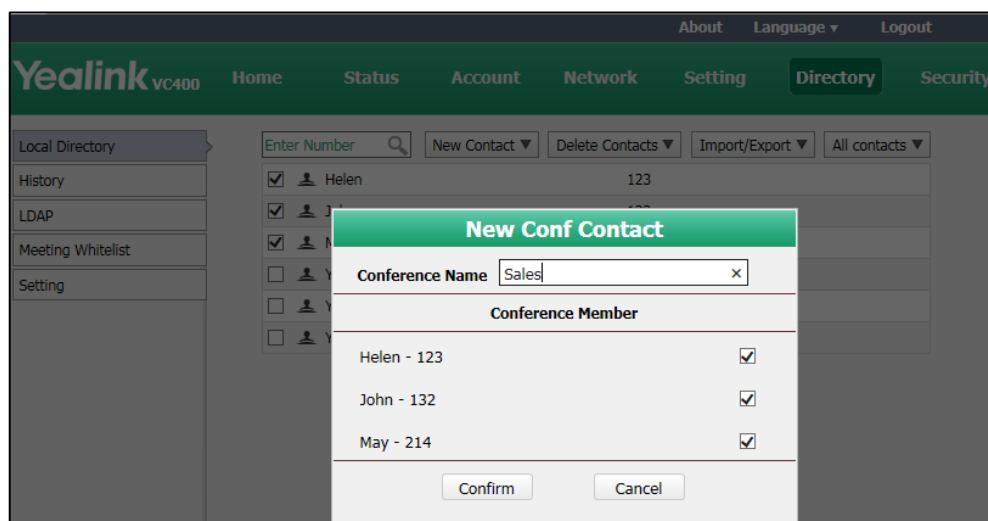 About Language ▾ Logout
Yealink VC400 Home Status Account Network Setting Directory Security
Local Directory
Enter Number New Contact ▼ Delete Contacts ▼ Import/Export ▼ All contacts ▼
History
Helen 123
LDAP
Meeting Whitelist
Setting
New Conf Contact
Conference Name Sales ×
Conference Member
Helen - 123
John - 132
May - 214
Confirm Cancel